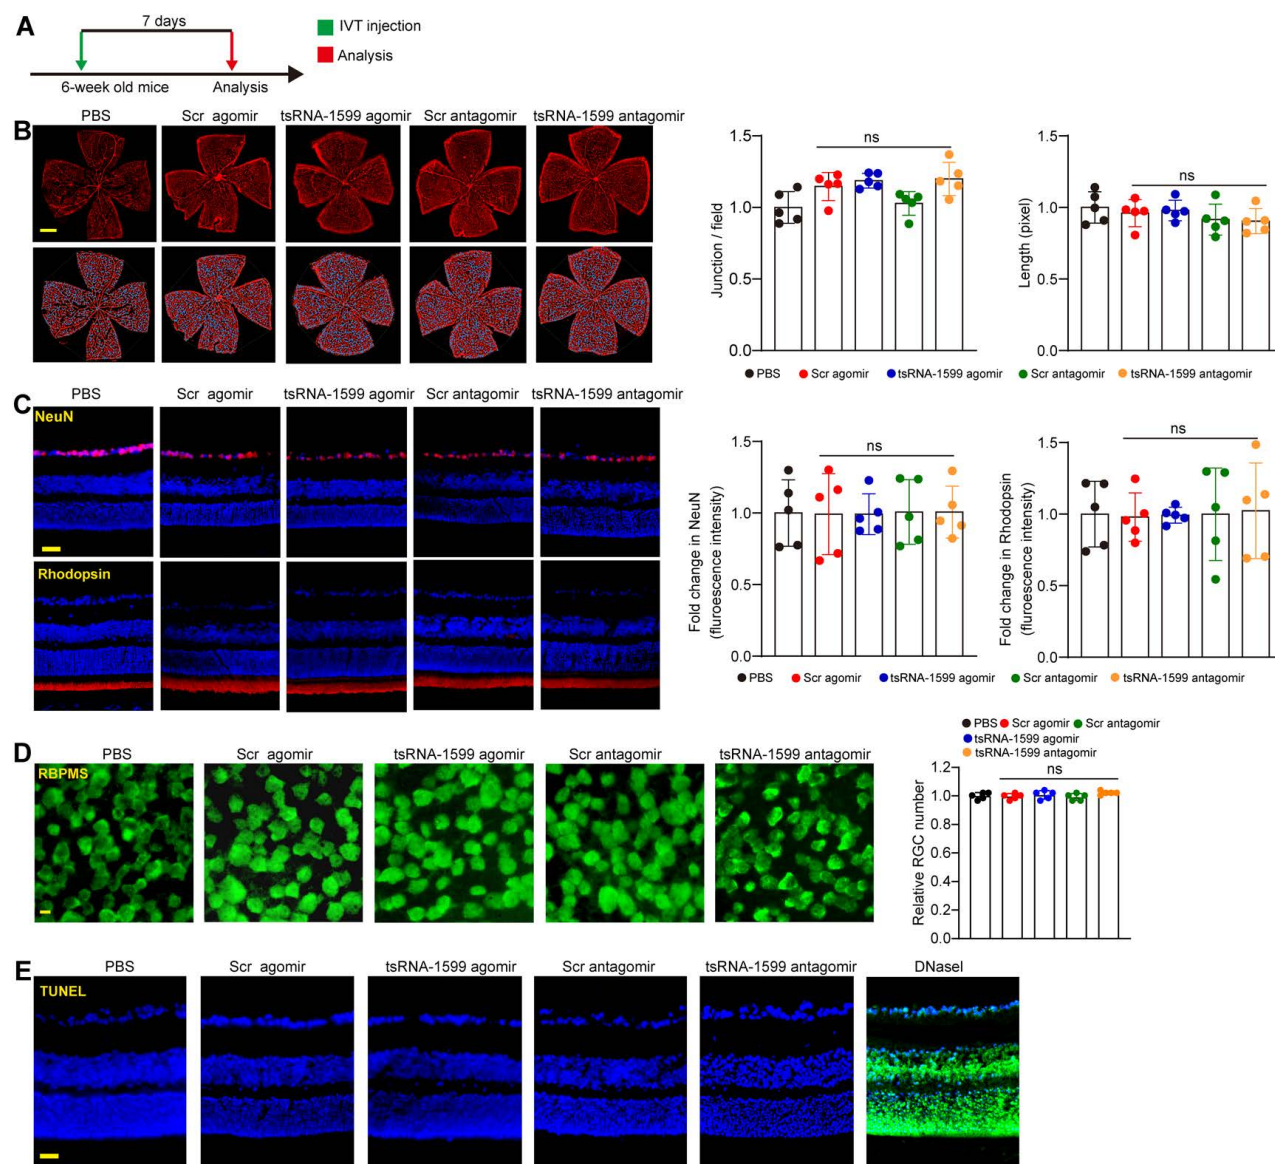 A
7 days
IVT injection
Analysis
6-week old mice
Analysis
B
PBS
Scr agomir
tsRNA-1599 agomir
Scr antagomir
tsRNA-1599 antagomir
1.5
1.0
0.5
0.0
Junction / field
ns
1.5
1.0
0.5
0.0
Length (pixel)
ns
PBS
Scr agomir
tsRNA-1599 agomir
Scr antagomir
tsRNA-1599 antagomir
C
PBS
Scr agomir
tsRNA-1599 agomir
Scr antagomir
tsRNA-1599 antagomir
NeuN
Rhodopsin
1.5
1.0
0.5
0.0
Fold change in NeuN
(fluroescence intensity)
ns
1.5
1.0
0.5
0.0
Fold change in Rhodopsin
(fluroescence intensity)
ns
PBS
Scr agomir
tsRNA-1599 agomir
Scr antagomir
tsRNA-1599 antagomir
D
PBS
Scr agomir
tsRNA-1599 agomir
Scr antagomir
tsRNA-1599 antagomir
RBPMS
PBS
Scr agomir
Scr antagomir
tsRNA-1599 agomir
tsRNA-1599 antagomir
1.2
1.0
0.8
0.6
0.4
0.2
0.0
Relative RGC number
ns
E
PBS
Scr agomir
tsRNA-1599 agomir
Scr antagomir
tsRNA-1599 antagomir
DNaseI
TUNEL